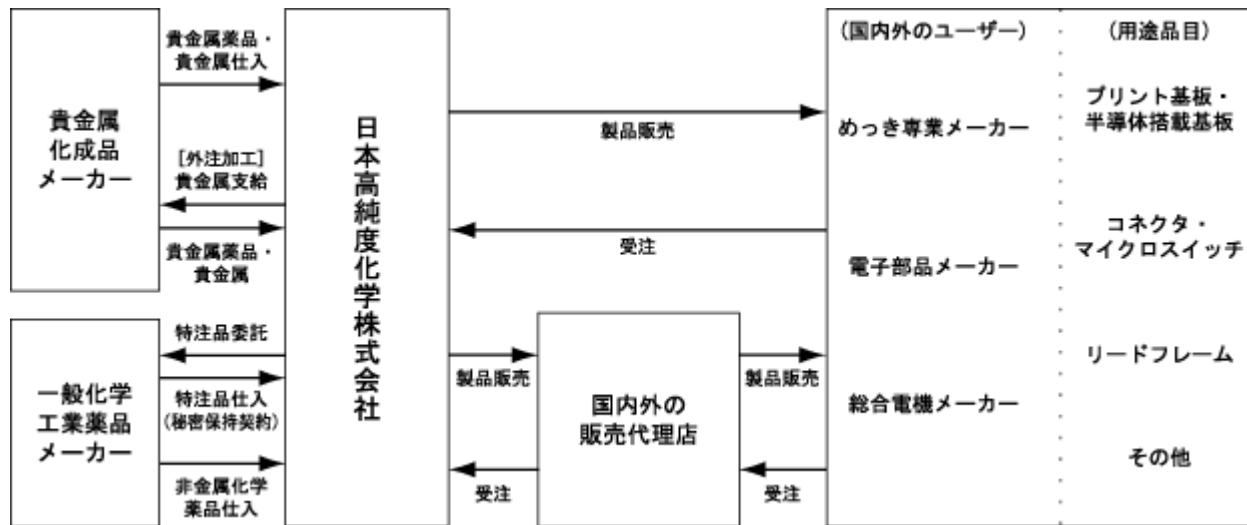 貴金属
化成品
メーカー
貴金属薬品・
貴金属仕入
[外注加工]
貴金属支給
貴金属薬品・
貴金属
一般化学
工業薬品
メーカー
特注品委託
特注品仕入
(秘密保持契約)
非金属化学
薬品仕入
日本高純度化学株式会社
製品販売
受注
製品販売
受注
国内外の
販売代理店
製品販売
受注
(国内外のユーザー)
めっき専業メーカー
電子部品メーカー
総合電機メーカー
(用途品目)
プリント基板・
半導体搭載基板
コネクタ・
マイクロスイッチ
リードフレーム
その他